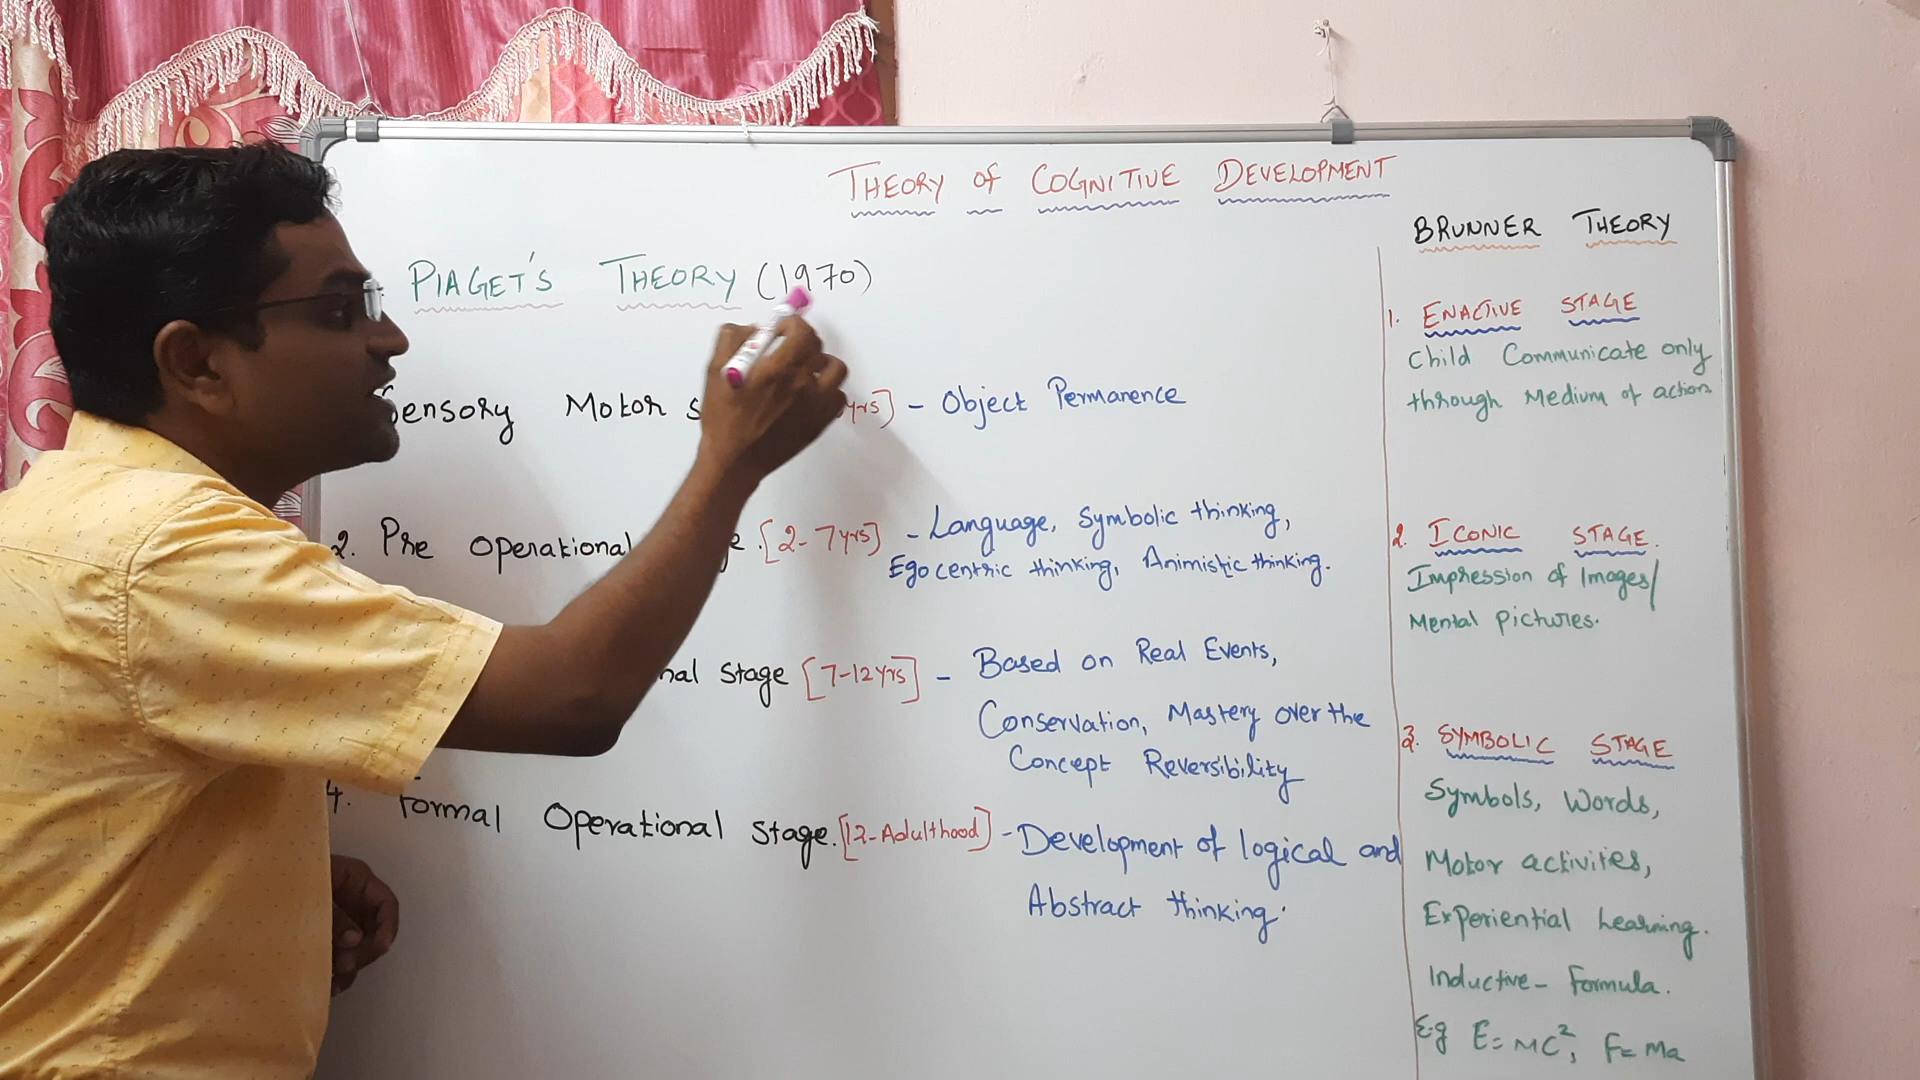 THEORY of COGNITIVE DEVELOPMENT
PIAGET'S THEORY (1970)
Sensory Motor s yrs] - Object Permanence
2. Pre operational e. [2-7yrs] - Language, Symbolic thinking,
Egocentric thinking, Animistic thinking.
nal Stage [7-12yrs] - Based on Real Events,
Conservation, Mastery over the
Concept Reversibility
4. Formal Operational Stage. [12-Adulthood] - Development of logical and
Abstract thinking.
BRUNNER THEORY
1. ENACTIVE STAGE
Child Communicate only
through Medium of action
2. ICONIC STAGE.
Impression of Images/
Mental pictures.
3. SYMBOLIC STAGE
Symbols, Words,
Motor activities,
Experiential Learning.
Inductive - Formula.
E.g E=MC², F=Ma